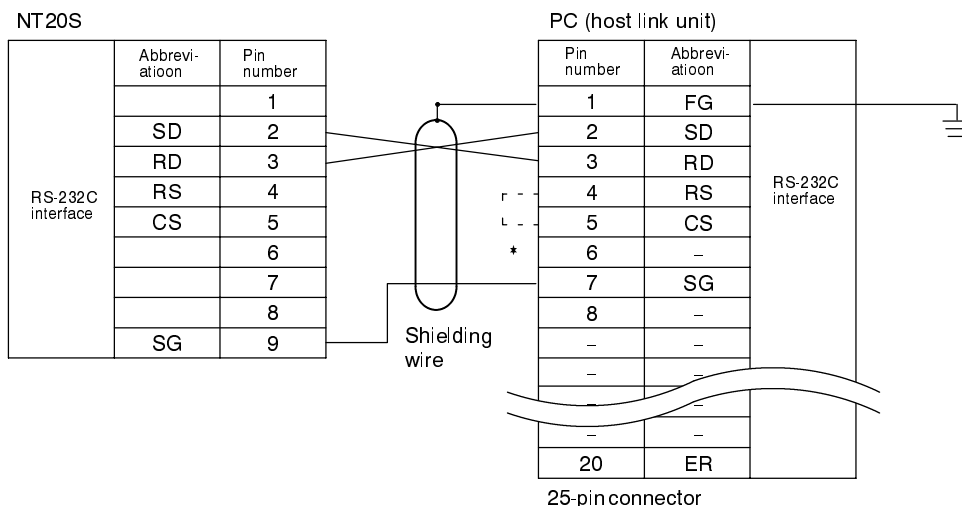 NT20S
PC (host link unit)
Abbrevi-
atioon
Pin
number
Pin
number
Abbrevi-
atioon
1
1 FG
SD 2
2 SD
RD 3
3 RD
RS 4
4 RS
CS 5
5 CS
RS-232C
interface
RS-232C
interface
6
* 6 –
7
7 SG
8
8 –
SG 9
– –
Shielding
wire
– –
– –
– –
20 ER
25-pin connector